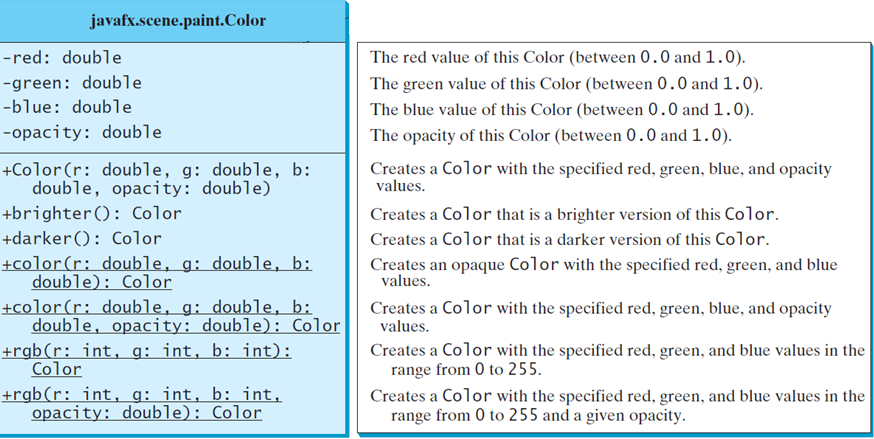 javafx.scene.paint.Color
-red: double
-green: double
-blue: double
-opacity: double
+Color(r: double, g: double, b:
double, opacity: double)
+brighter(): Color
+darker(): Color
+color(r: double, g: double, b:
double): Color
+color(r: double, g: double, b:
double, opacity: double): Color
+rgb(r: int, g: int, b: int):
Color
+rgb(r: int, g: int, b: int,
opacity: double): Color
The red value of this Color (between 0.0 and 1.0).
The green value of this Color (between 0.0 and 1.0).
The blue value of this Color (between 0.0 and 1.0).
The opacity of this Color (between 0.0 and 1.0).
Creates a Color with the specified red, green, blue, and opacity
values.
Creates a Color that is a brighter version of this Color.
Creates a Color that is a darker version of this Color.
Creates an opaque Color with the specified red, green, and blue
values.
Creates a Color with the specified red, green, blue, and opacity
values.
Creates a Color with the specified red, green, and blue values in the
range from 0 to 255.
Creates a Color with the specified red, green, and blue values in the
range from 0 to 255 and a given opacity.